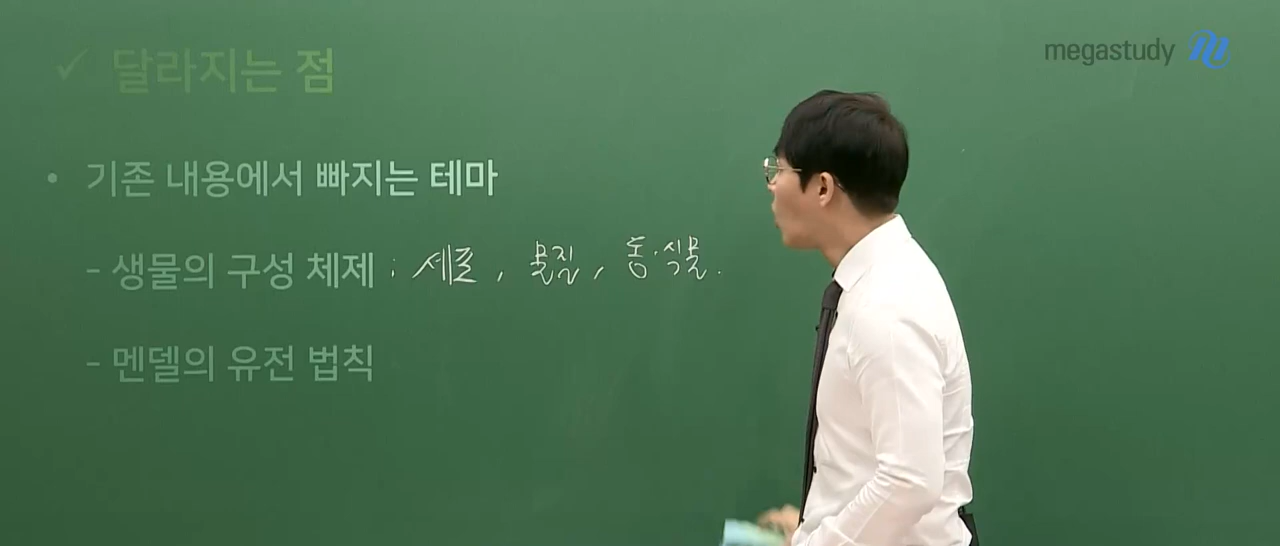 megastudy
✓ 달라지는 점
• 기존 내용에서 빠지는 테마
- 생물의 구성 체제 : 세포, 물질, 동·식물.
- 멘델의 유전 법칙